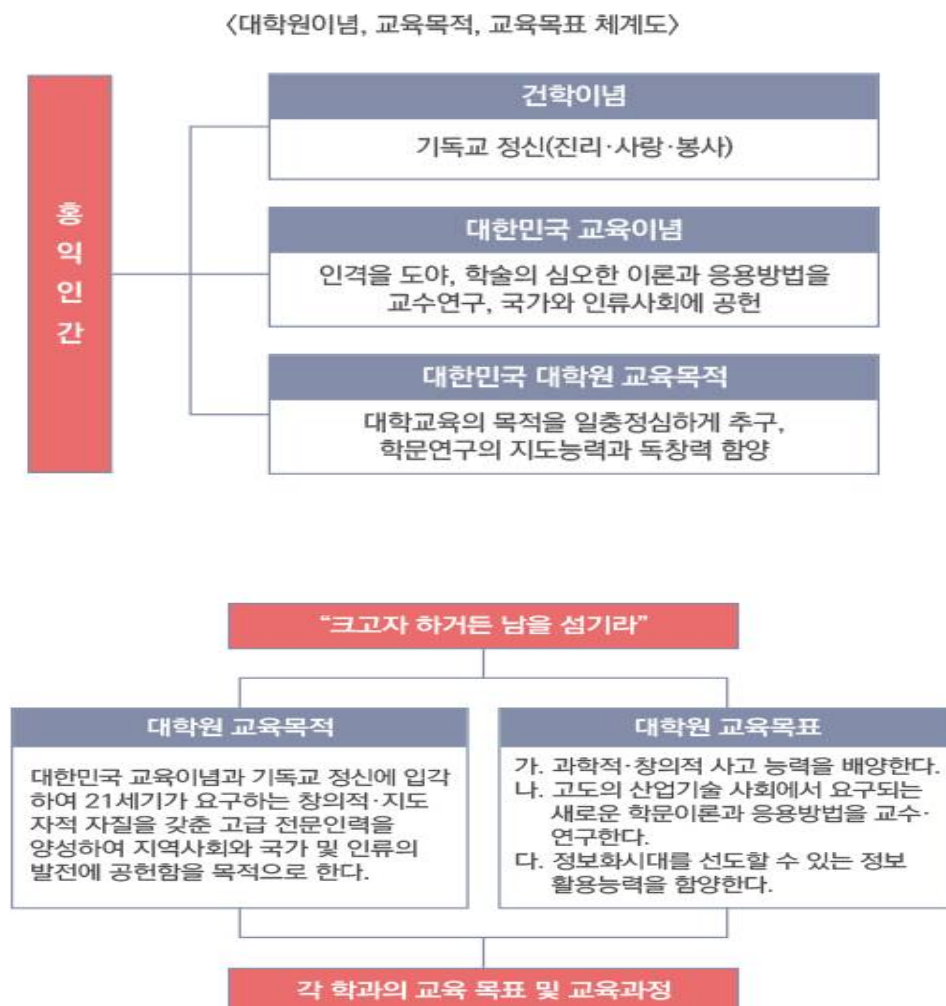 〈대학원이념, 교육목적, 교육목표 체계도〉
홍익인간
건학이념
기독교 정신(진리·사랑·봉사)
대한민국 교육이념
인격을 도야, 학술의 심오한 이론과 응용방법을
교수연구, 국가와 인류사회에 공헌
대한민국 대학원 교육목적
대학교육의 목적을 일충정심하게 추구,
학문연구의 지도능력과 독창력 함양
“크고자 하거든 남을 섬기라”
대학원 교육목적
대한민국 교육이념과 기독교 정신에 입각
하여 21세기가 요구하는 창의적·지도
자적 자질을 갖춘 고급 전문인력을
양성하여 지역사회와 국가 및 인류의
발전에 공헌함을 목적으로 한다.
대학원 교육목표
가. 과학적·창의적 사고 능력을 배양한다.
나. 고도의 산업기술 사회에서 요구되는
새로운 학문이론과 응용방법을 교수·
연구한다.
다. 정보화시대를 선도할 수 있는 정보
활용능력을 함양한다.
각 학과의 교육 목표 및 교육과정